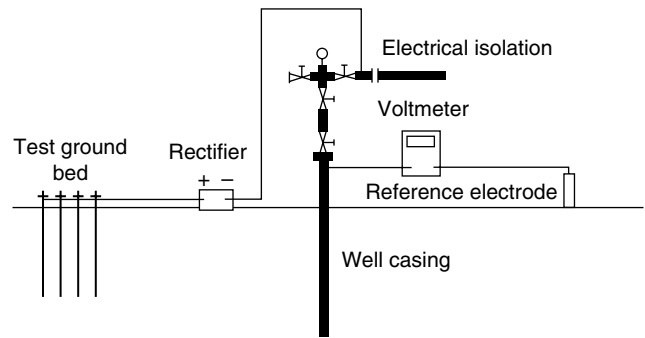 Electrical isolation
Voltmeter
Test ground
bed
Rectifier
+ −
Reference electrode
Well casing